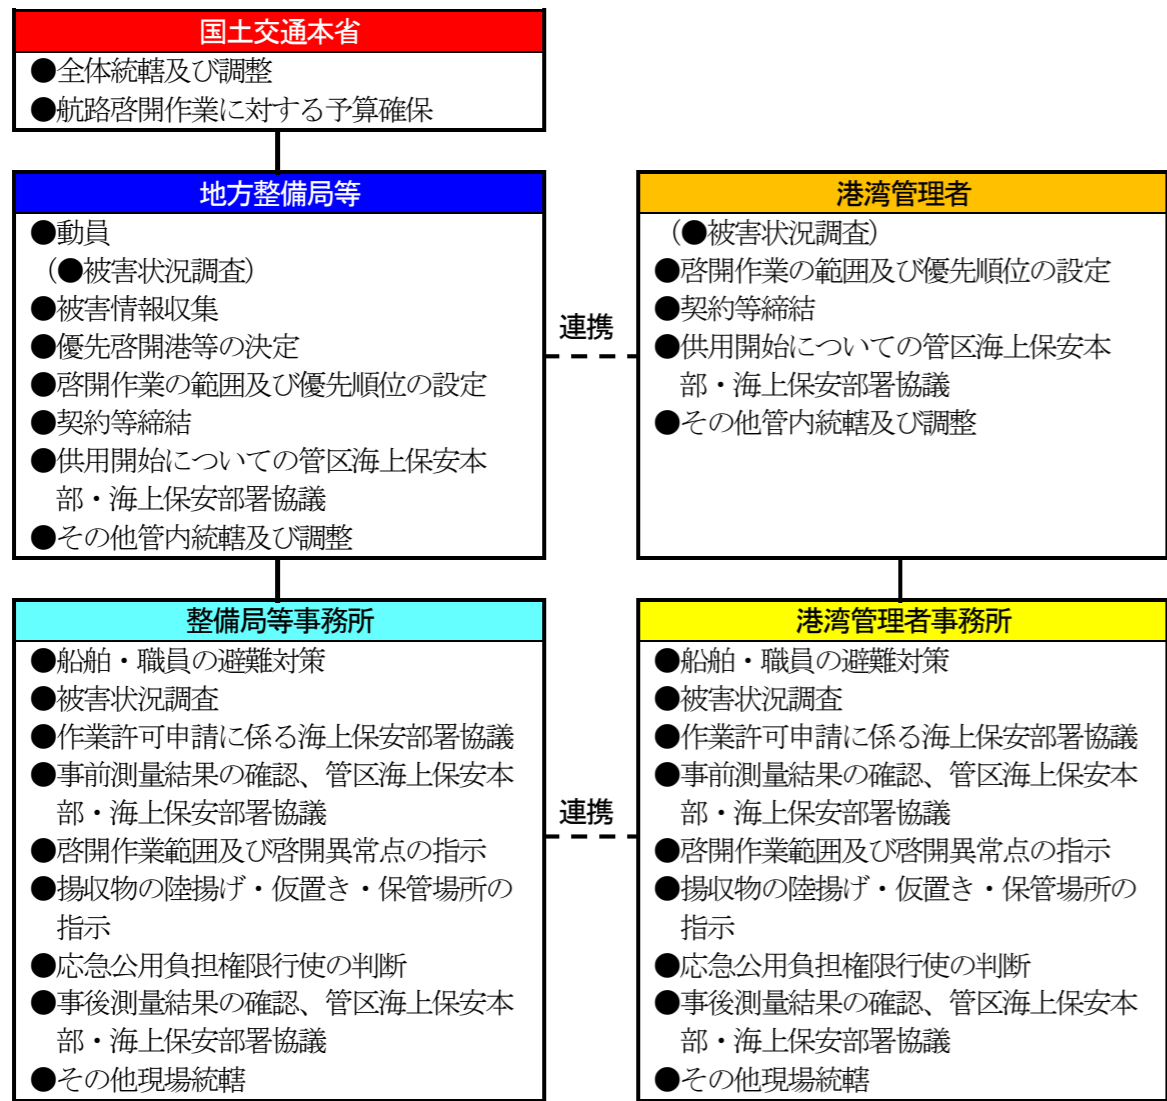 国土交通本省
●全体統轄及び調整
●航路啓開作業に対する予算確保
地方整備局等
●動員
（●被害状況調査）
●被害情報収集
●優先啓開港等の決定
●啓開作業の範囲及び優先順位の設定
●契約等締結
●供用開始についての管区海上保安本
部・海上保安部署協議
●その他管内統轄及び調整
連携
港湾管理者
（●被害状況調査）
●啓開作業の範囲及び優先順位の設定
●契約等締結
●供用開始についての管区海上保安本
部・海上保安部署協議
●その他管内統轄及び調整
整備局等事務所
●船舶・職員の避難対策
●被害状況調査
●作業許可申請に係る海上保安部署協議
●事前測量結果の確認、管区海上保安本
部・海上保安部署協議
●啓開作業範囲及び啓開異常点の指示
●揚収物の陸揚げ・仮置き・保管場所の
指示
●応急公用負担権限行使の判断
●事後測量結果の確認、管区海上保安本
部・海上保安部署協議
●その他現場統轄
連携
港湾管理者事務所
●船舶・職員の避難対策
●被害状況調査
●作業許可申請に係る海上保安部署協議
●事前測量結果の確認、管区海上保安本
部・海上保安部署協議
●啓開作業範囲及び啓開異常点の指示
●揚収物の陸揚げ・仮置き・保管場所の
指示
●応急公用負担権限行使の判断
●事後測量結果の確認、管区海上保安本
部・海上保安部署協議
●その他現場統轄